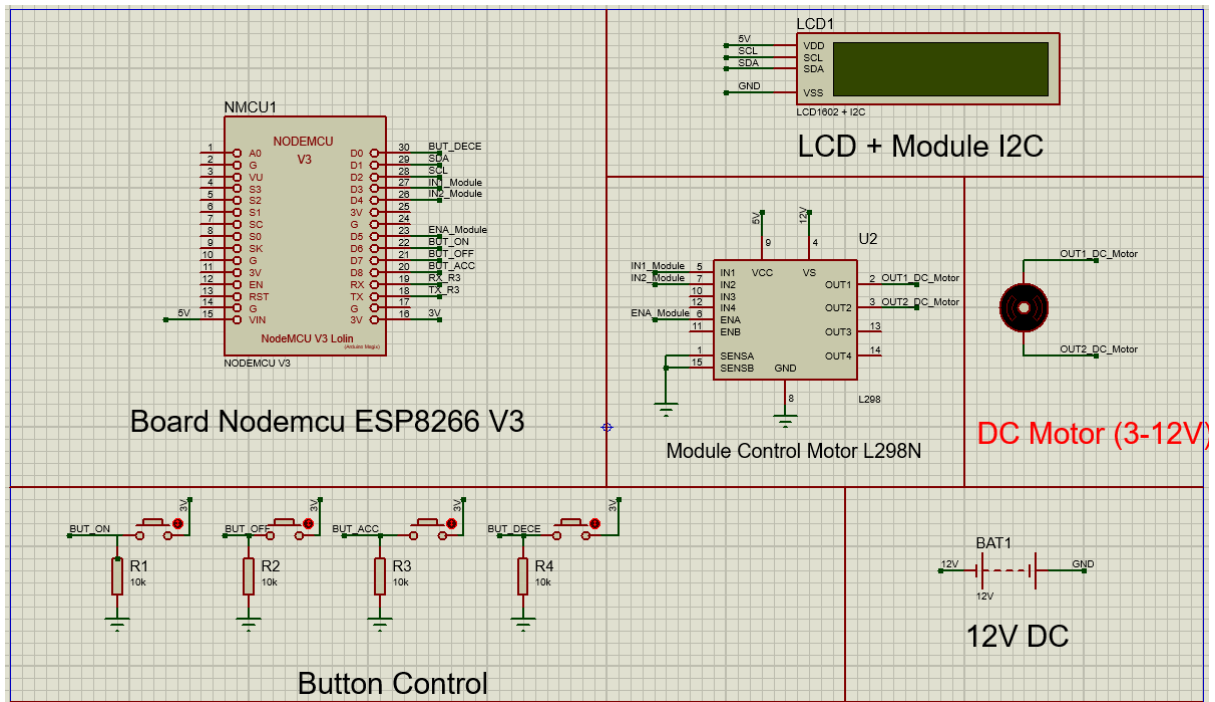 NMCU1
NODEMCU
V3
1 A0
2 G
3 VU
4 S3
5 S2
6 S1
7 SC
8 S0
9 SK
10 G
11 3V
12 EN
13 RST
14 G
5V 15 VIN
D0 30 BUT_DECE
D1 29 SDA
D2 28 SCL
D3 27 IN1_Module
D4 26 IN2_Module
3V 25
G 24
D5 23 ENA_Module
D6 22 BUT_ON
D7 21 BUT_OFF
D8 20 BUT_ACC
RX 19 RX_R3
TX 18 TX_R3
G 17
3V 16 3V
NodeMCU V3 Lolin
NODEMCU V3
Board Nodemcu ESP8266 V3
LCD1
5V VDD
SCL SCL
SDA SDA
GND VSS
LCD1602 + I2C
LCD + Module I2C
5V 12V
9 4 U2
VCC VS
IN1_Module 5 IN1
IN2_Module 7 IN2
10 IN3
12 IN4
ENA_Module 6 ENA
11 ENB
1 SENSA
15 SENSB
GND
8
OUT1 2 OUT1_DC_Motor
OUT2 3 OUT2_DC_Motor
OUT3 13
OUT4 14
L298
Module Control Motor L298N
OUT1_DC_Motor
OUT2_DC_Motor
DC Motor (3-12V)
BUT_ON 3V
R1
10k
BUT_OFF 3V
R2
10k
BUT_ACC 3V
R3
10k
BUT_DECE 3V
R4
10k
Button Control
BAT1
12V GND
12V
12V DC